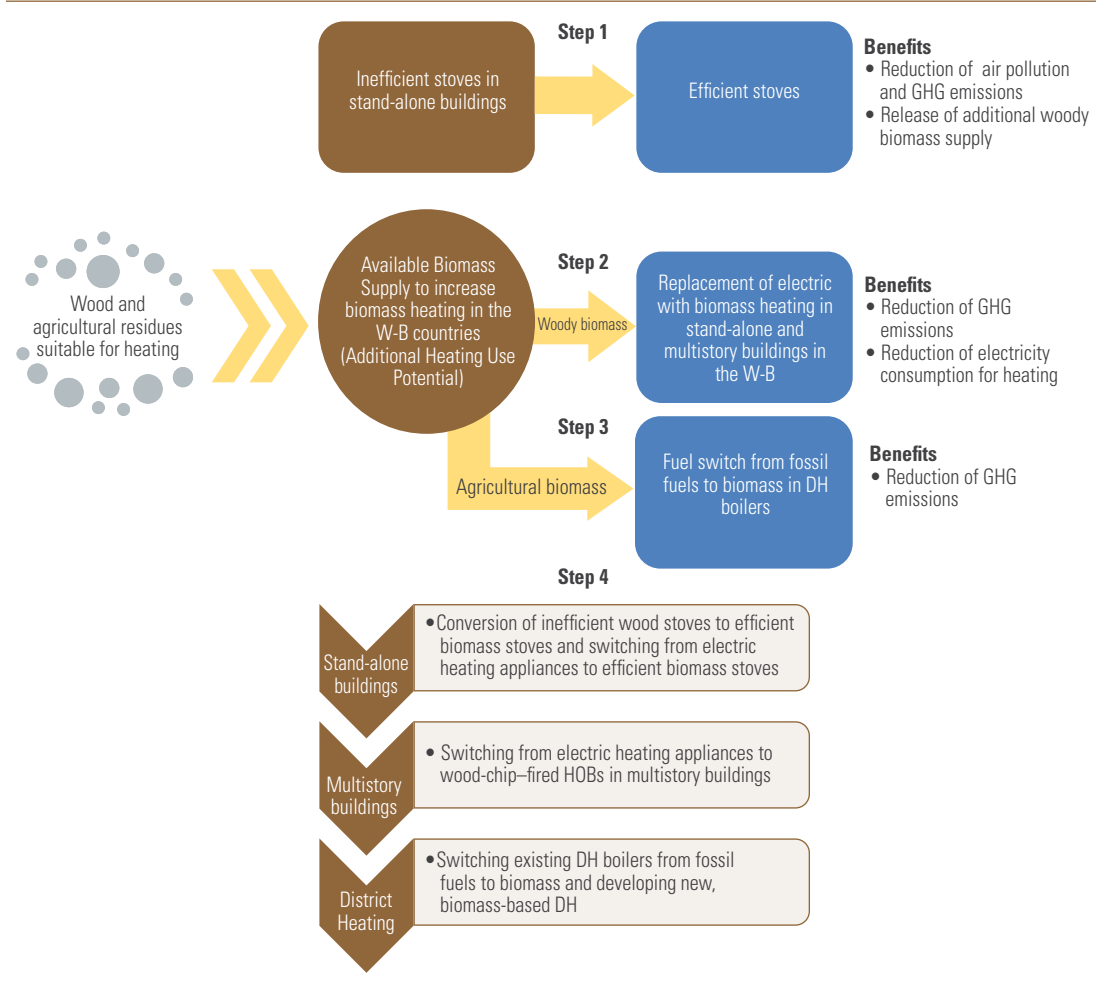 Step 1
Inefficient stoves in
stand-alone buildings
Efficient stoves
Benefits
• Reduction of air pollution
and GHG emissions
• Release of additional woody
biomass supply
Wood and
agricultural residues
suitable for heating
Available Biomass
Supply to increase
biomass heating in the
W-B countries
(Additional Heating Use
Potential)
Step 2
Woody biomass
Replacement of electric
with biomass heating in
stand-alone and
multistory buildings in
the W-B
Benefits
• Reduction of GHG
emissions
• Reduction of electricity
consumption for heating
Step 3
Agricultural biomass
Fuel switch from fossil
fuels to biomass in DH
boilers
Benefits
• Reduction of GHG
emissions
Step 4
Stand-alone
buildings
•Conversion of inefficient wood stoves to efficient
biomass stoves and switching from electric
heating appliances to efficient biomass stoves
Multistory
buildings
• Switching from electric heating appliances to
wood-chip–fired HOBs in multistory buildings
District
Heating
•Switching existing DH boilers from fossil
fuels to biomass and developing new,
biomass-based DH